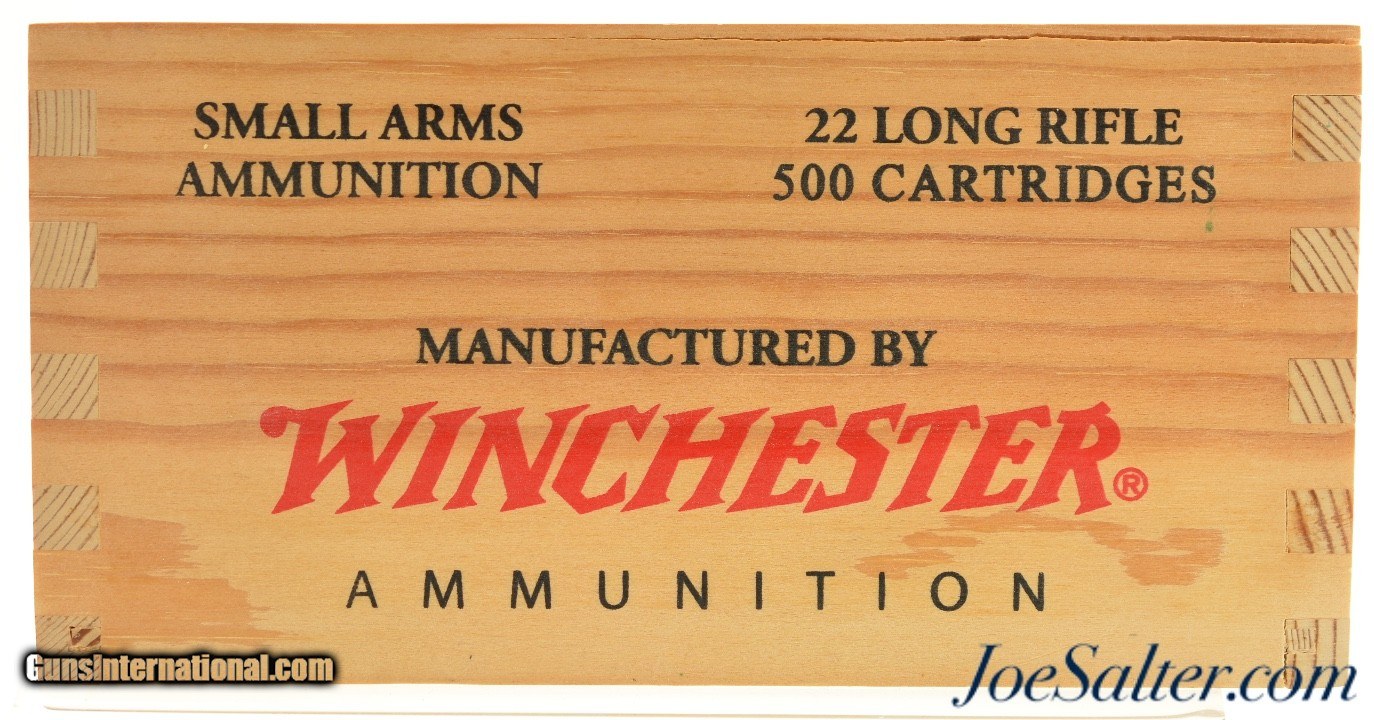 SMALL ARMS
AMMUNITION
22 LONG RIFLE
500 CARTRIDGES
MANUFACTURED BY
WINCHESTER®
AMMUNITION
GunsInternational.com
JoeSalter.com